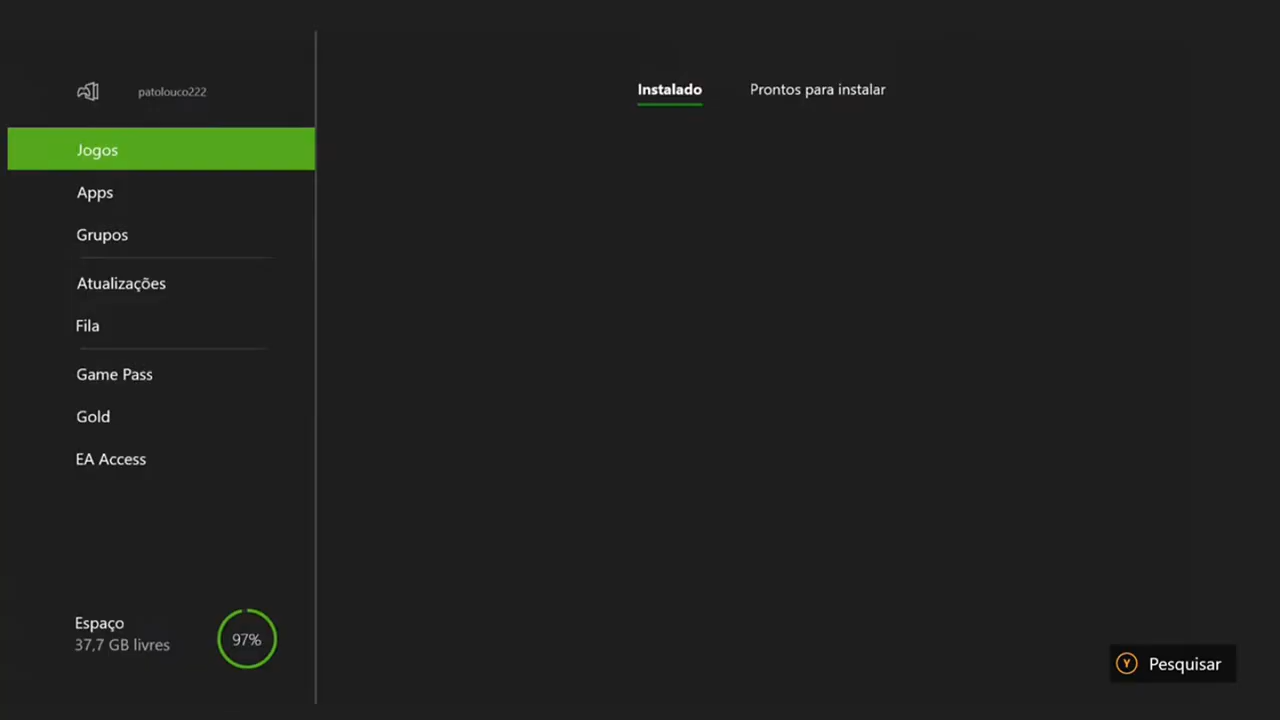 patolouco222
Instalado
Prontos para instalar
Jogos
Apps
Grupos
Atualizações
Fila
Game Pass
Gold
EA Access
Espaço
37,7 GB livres
97%
Y Pesquisar